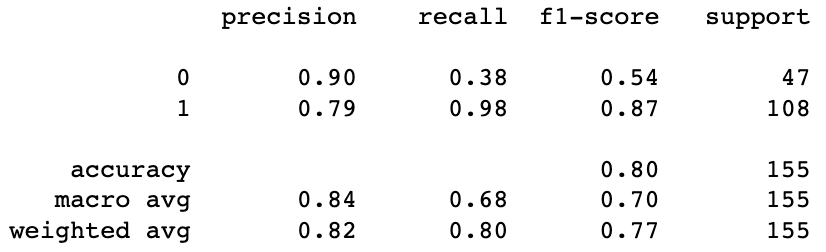 precision recall f1-score support
0 0.90 0.38 0.54 47
1 0.79 0.98 0.87 108
accuracy 0.80 155
macro avg 0.84 0.68 0.70 155
weighted avg 0.82 0.80 0.77 155